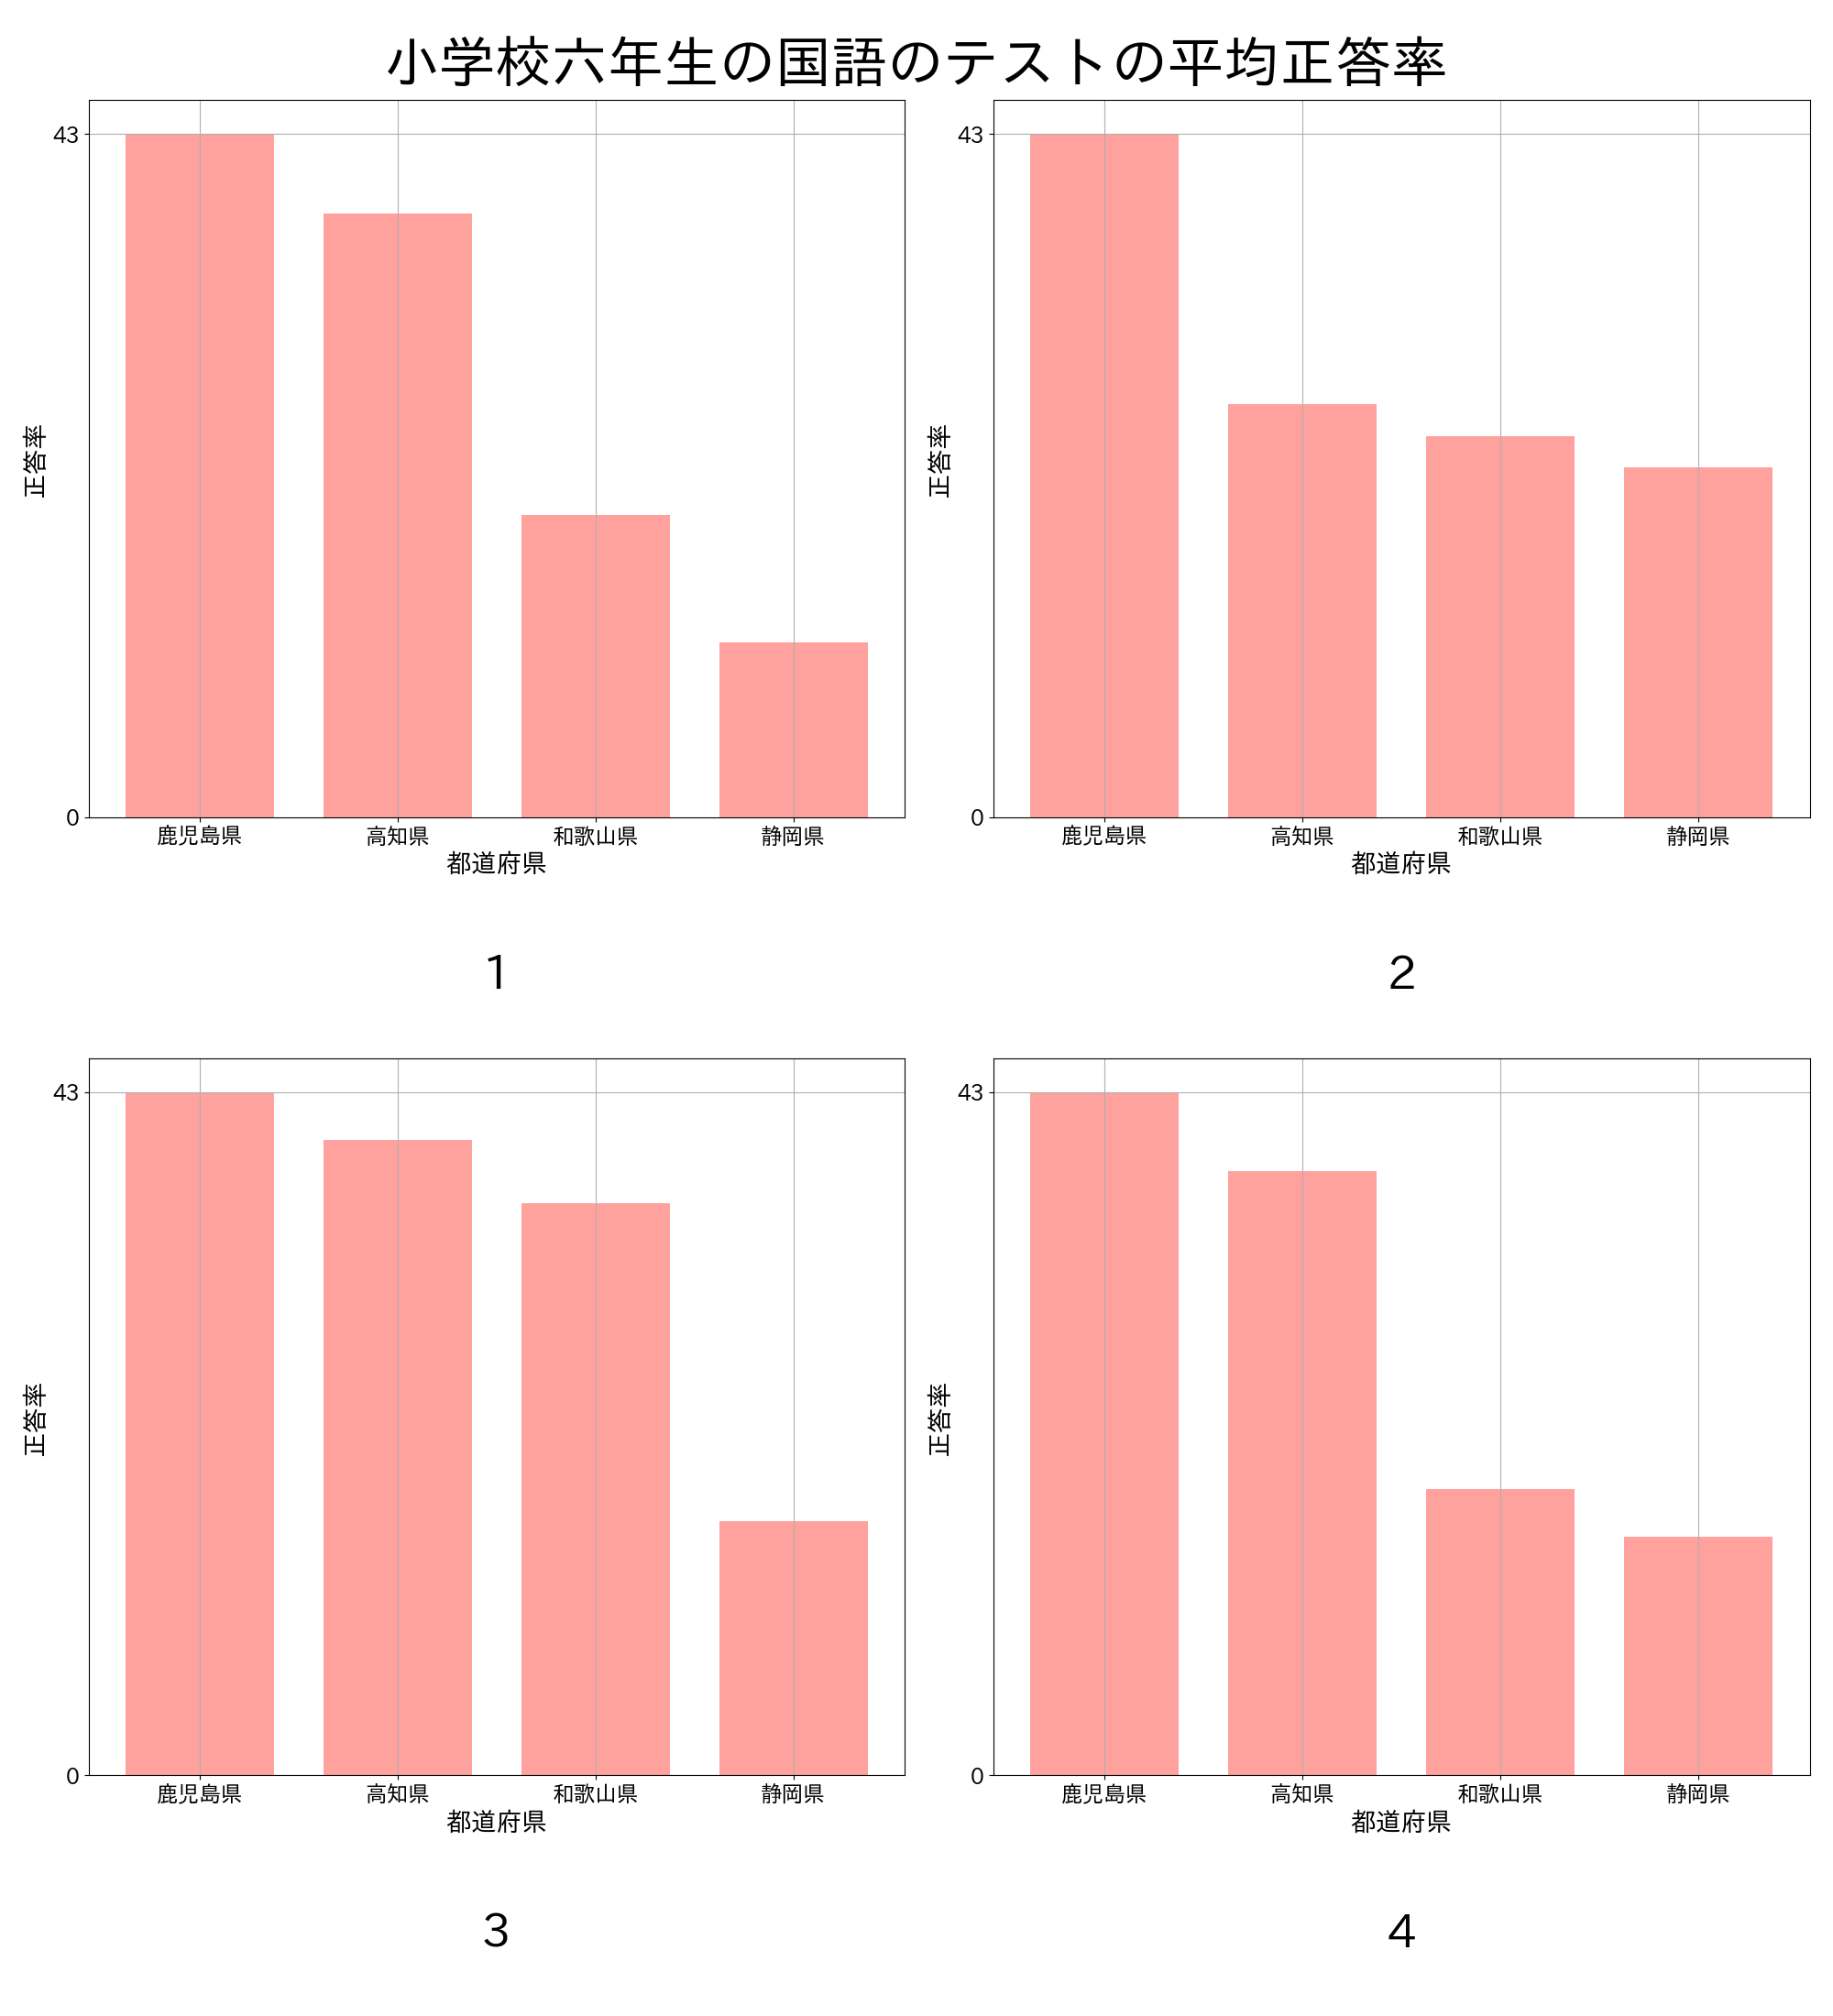 小学校六年生の国語のテストの平均正答率
43
正答率
0
鹿児島県 高知県 和歌山県 静岡県
都道府県
1
43
正答率
0
鹿児島県 高知県 和歌山県 静岡県
都道府県
2
43
正答率
0
鹿児島県 高知県 和歌山県 静岡県
都道府県
3
43
正答率
0
鹿児島県 高知県 和歌山県 静岡県
都道府県
4